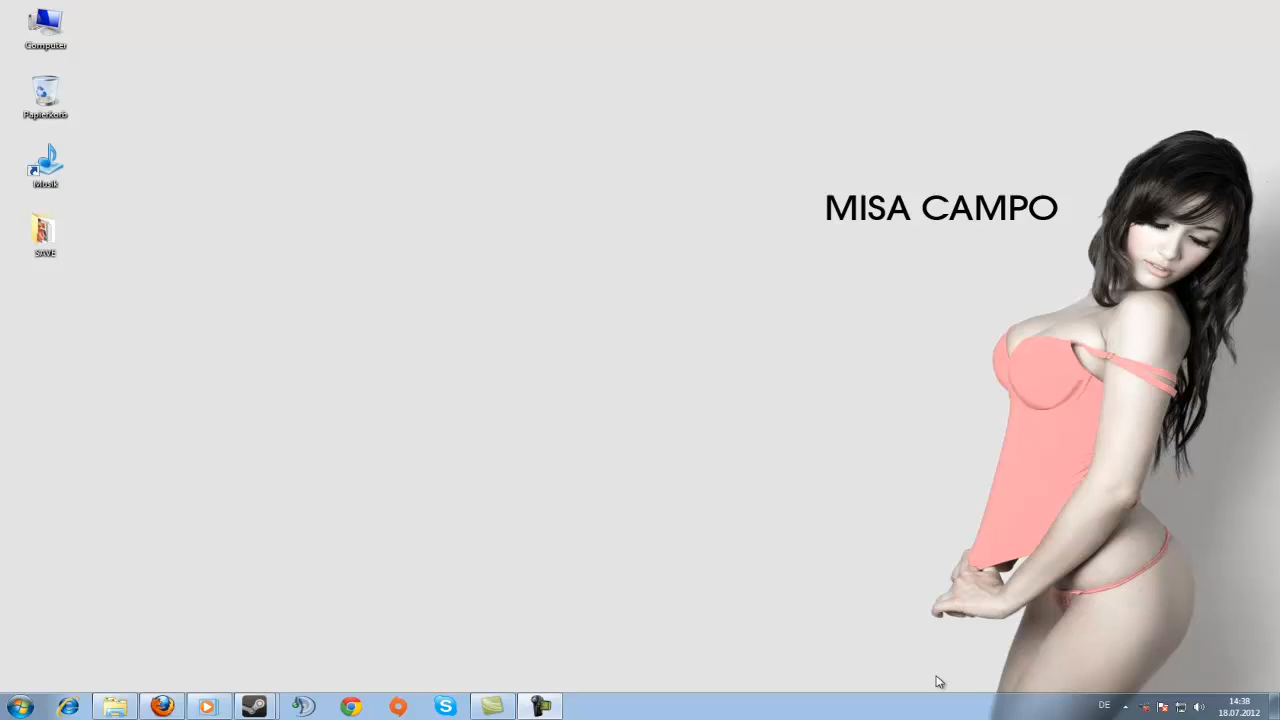 Computer
Papierkorb
Musik
SAVE
MISA CAMPO
DE
14:38
18.07.2012